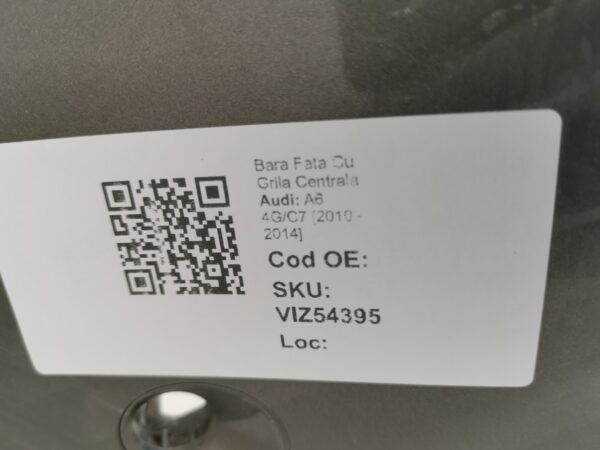 Bara Fata Cu
Grila Centrala
Audi: A6
4G/C7 [2010 -
2014]
Cod OE:
SKU:
VIZ54395
Loc: